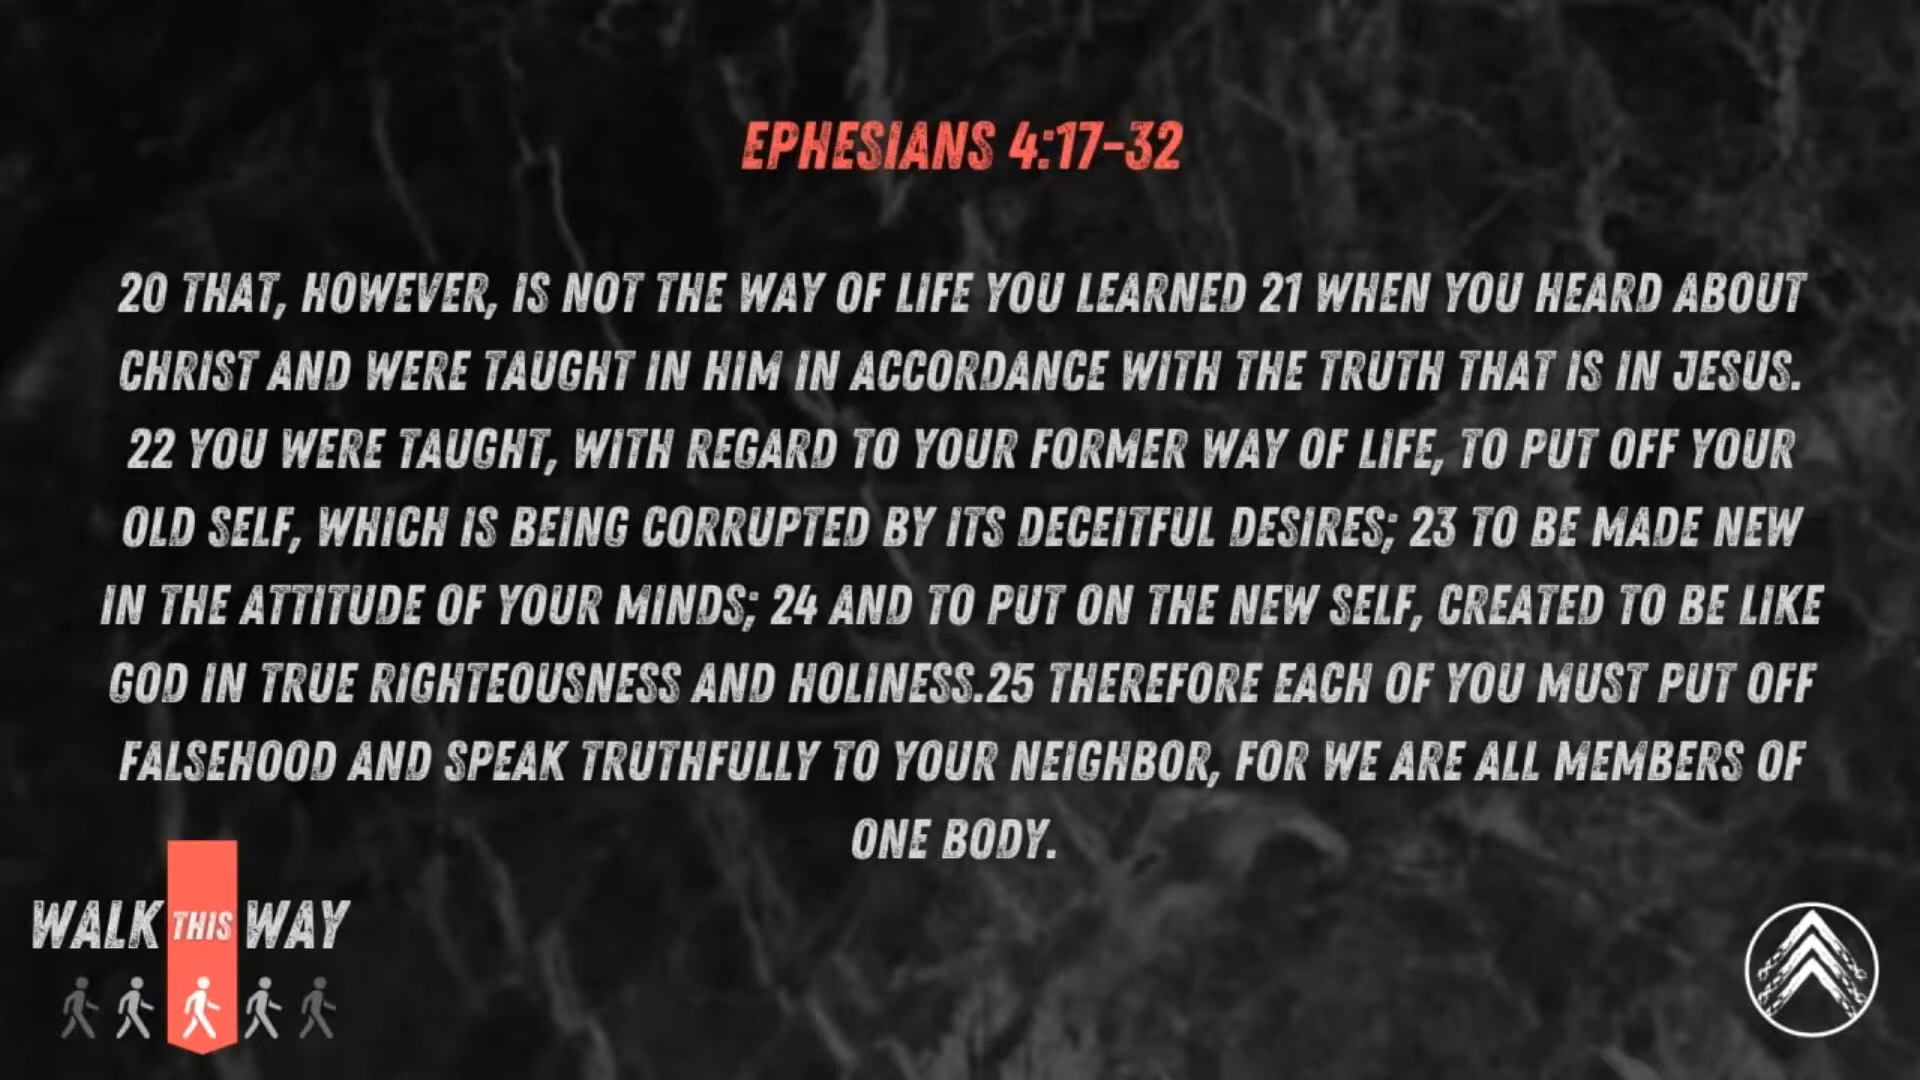 EPHESIANS 4:17-32
20 THAT, HOWEVER, IS NOT THE WAY OF LIFE YOU LEARNED 21 WHEN YOU HEARD ABOUT
CHRIST AND WERE TAUGHT IN HIM IN ACCORDANCE WITH THE TRUTH THAT IS IN JESUS.
22 YOU WERE TAUGHT, WITH REGARD TO YOUR FORMER WAY OF LIFE, TO PUT OFF YOUR
OLD SELF, WHICH IS BEING CORRUPTED BY ITS DECEITFUL DESIRES; 23 TO BE MADE NEW
IN THE ATTITUDE OF YOUR MINDS; 24 AND TO PUT ON THE NEW SELF, CREATED TO BE LIKE
GOD IN TRUE RIGHTEOUSNESS AND HOLINESS.25 THEREFORE EACH OF YOU MUST PUT OFF
FALSEHOOD AND SPEAK TRUTHFULLY TO YOUR NEIGHBOR, FOR WE ARE ALL MEMBERS OF
ONE BODY.
WALK THIS WAY